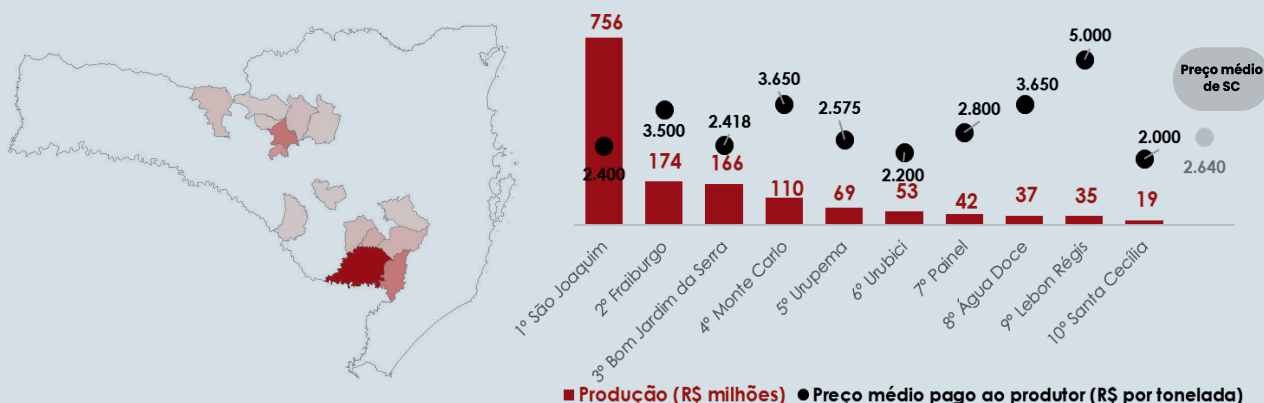 756
174
166
110
69
53
42
37
35
19
2.400
3.500
2.418
3.650
2.575
2.200
2.800
3.650
5.000
2.000
Preço médio
de SC
2.640
1º São Joaquim
2º Fraiburgo
3º Bom Jardim da Serra
4º Monte Carlo
5º Urupema
6º Urubici
7º Painel
8º Água Doce
9º Lebon Régis
10º Santa Cecília
Produção (R$ milhões)
Preço médio pago ao produtor (R$ por tonelada)